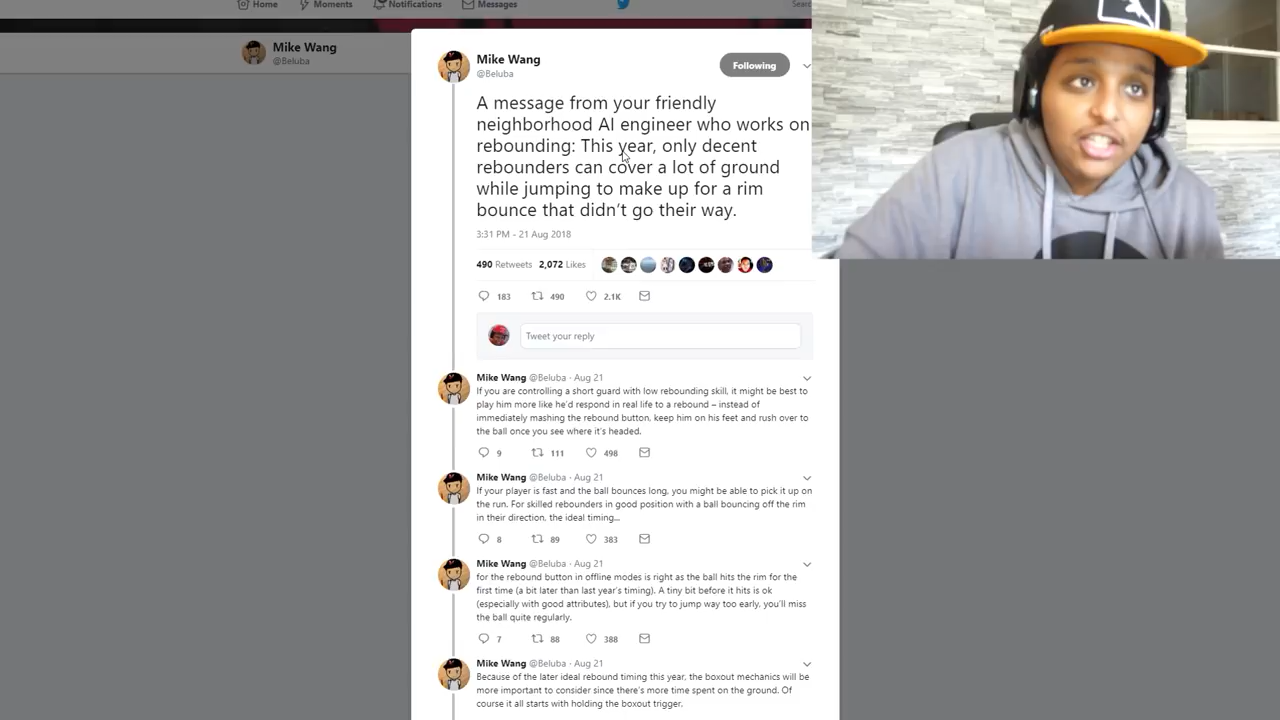 Home
Moments
Notifications
Messages
Mike Wang
@Beluba
Mike Wang
@Beluba
Following
A message from your friendly
neighborhood AI engineer who works on
rebounding: This year, only decent
rebounders can cover a lot of ground
while jumping to make up for a rim
bounce that didn't go their way.
3:31 PM - 21 Aug 2018
490 Retweets 2,072 Likes
183 490 2.1K
Tweet your reply
Mike Wang @Beluba · Aug 21
If you are controlling a short guard with low rebounding skill, it might be best to
play him more like he'd respond in real life to a rebound – instead of
immediately mashing the rebound button, keep him on his feet and rush over to
the ball once you see where it's headed.
9 111 498
Mike Wang @Beluba · Aug 21
If your player is fast and the ball bounces long, you might be able to pick it up on
the run. For skilled rebounders in good position with a ball bouncing off the rim
in their direction, the ideal timing...
8 89 383
Mike Wang @Beluba · Aug 21
for the rebound button in offline modes is right as the ball hits the rim for the
first time (a bit later than last year's timing). A tiny bit before it hits is ok
(especially with good attributes), but if you try to jump way too early, you'll miss
the ball quite regularly.
7 88 388
Mike Wang @Beluba · Aug 21
Because of the later ideal rebound timing this year, the boxout mechanics will be
more important to consider since there's more time spent on the ground. Of
course it all starts with holding the boxout trigger.